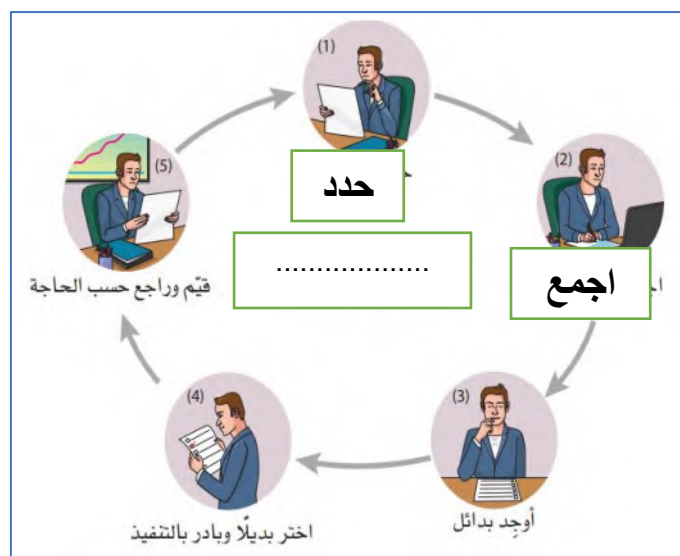 (1)
حدد
..................
(2)
اجمع
(3)
أوجِد بدائل
(4)
اختر بديلًا وبادر بالتنفيذ
(5)
قيّم وراجع حسب الحاجة